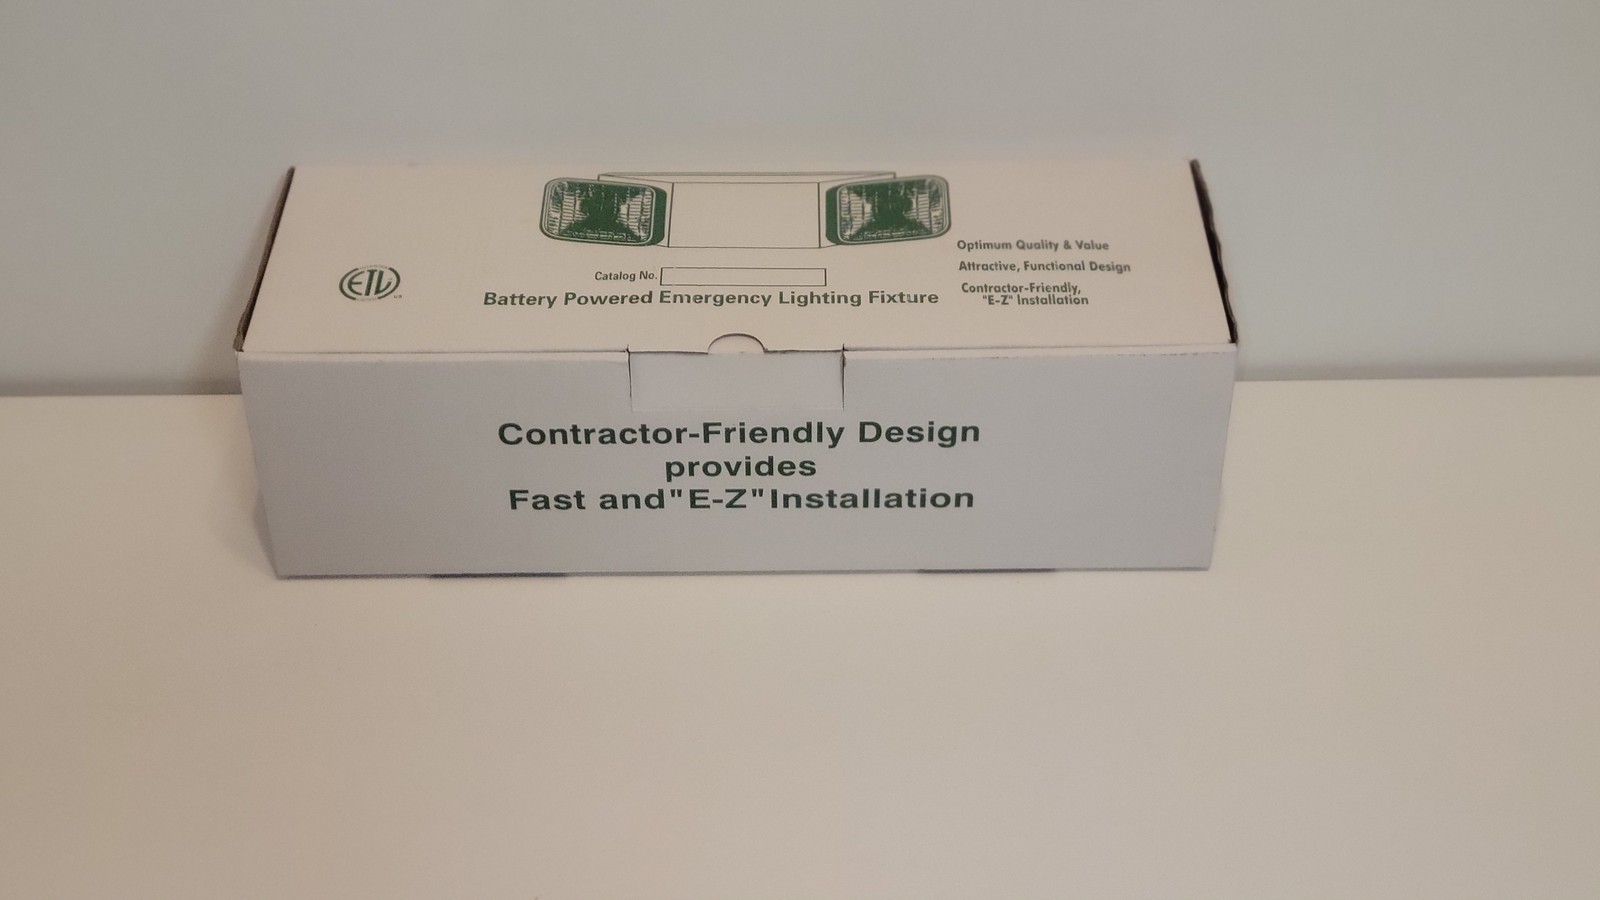 ETL
Catalog No.
Battery Powered Emergency Lighting Fixture
Optimum Quality & Value
Attractive, Functional Design
Contractor-Friendly,
"E-Z" Installation
Contractor-Friendly Design
provides
Fast and"E-Z"Installation